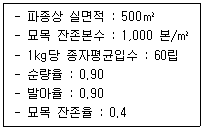 - 파종상 실면적 : 500㎡
- 묘목 잔존본수 : 1,000 본/㎡
- 1kg당 종자평균입수 : 60립
- 순량율 : 0.90
- 발아율 : 0.90
- 묘목 잔존율 : 0.4